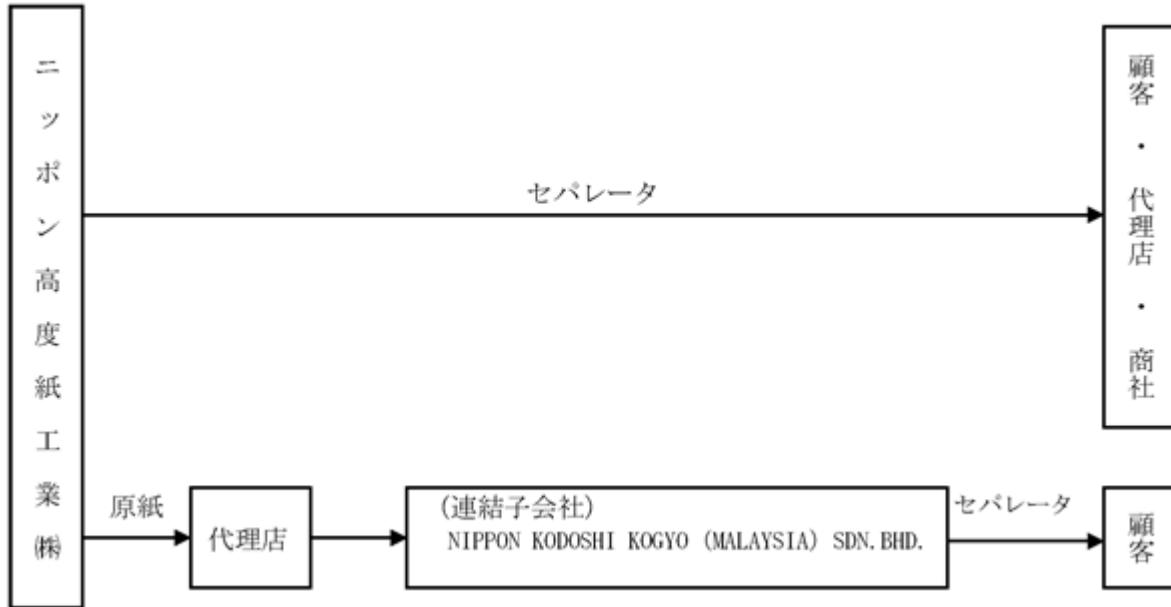 ニッポン高度紙工業㈱
セパレータ
顧客・代理店・商社
原紙
代理店
(連結子会社)
NIPPON KODOSHI KOGYO (MALAYSIA) SDN.BHD.
セパレータ
顧客